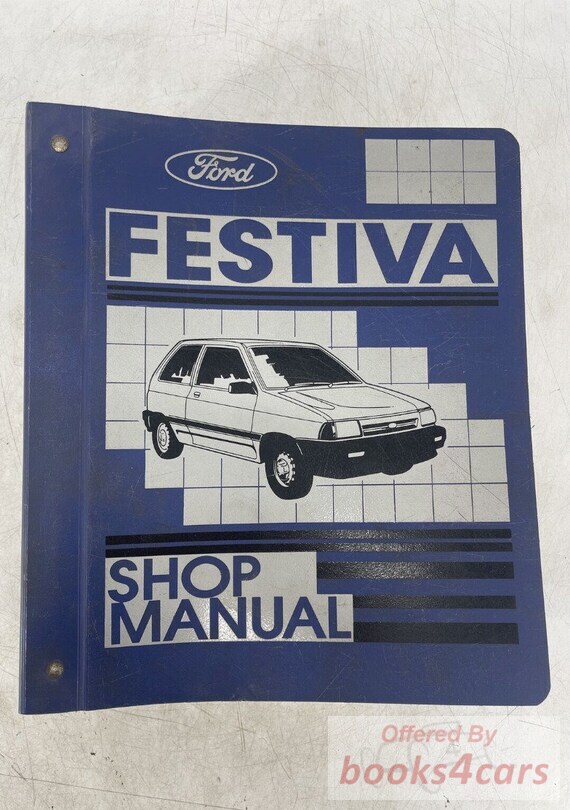 Ford
FESTIVA
SHOP
MANUAL
Offered By
books4cars